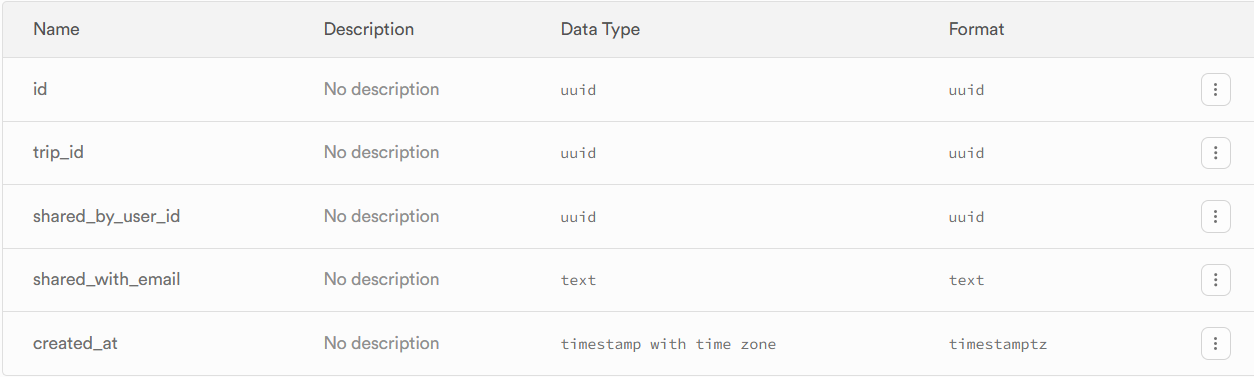 Name Description Data Type Format
id No description uuid uuid
trip_id No description uuid uuid
shared_by_user_id No description uuid uuid
shared_with_email No description text text
created_at No description timestamp with time zone timestamptz